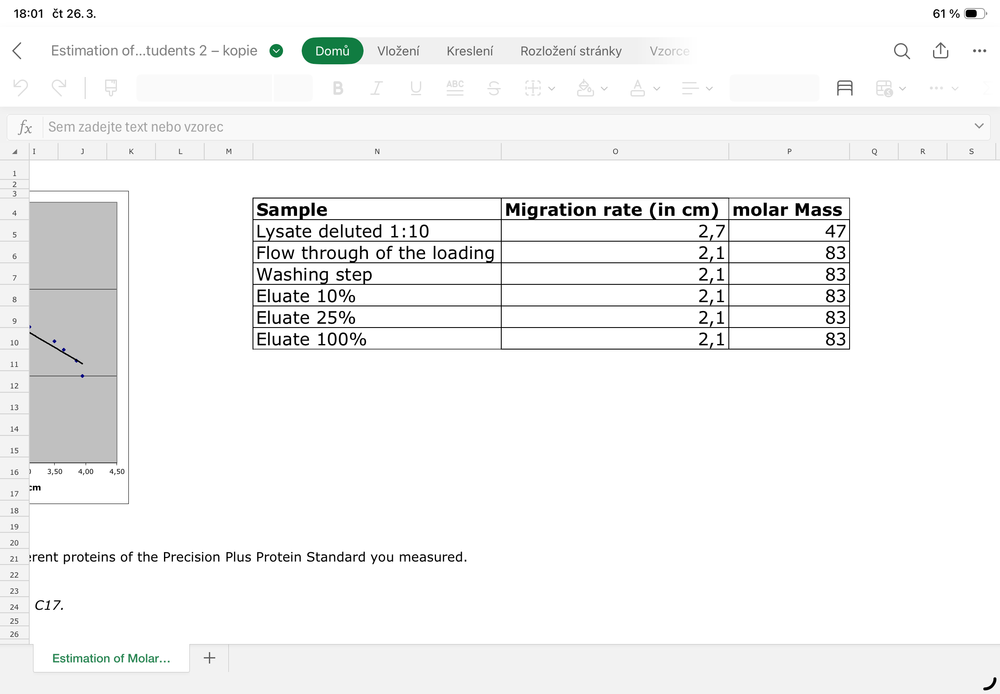 18:01 čt 26. 3.
61 %
Estimation of...tudents 2 – kopie
Domů Vložení Kreslení Rozložení stránky Vzorce
B I U ABC S A
fx Sem zadejte text nebo vzorec
I J K L M N O P Q R S
1
2
3
4 Sample Migration rate (in cm) molar Mass
5 Lysate deluted 1:10 2,7 47
6 Flow through of the loading 2,1 83
7 Washing step 2,1 83
8 Eluate 10% 2,1 83
9 Eluate 25% 2,1 83
10 Eluate 100% 2,1 83
11
12
13
14
15
16 3,50 4,00 4,50
17 cm
18
19
20
21 erent proteins of the Precision Plus Protein Standard you measured.
22
23
24 C17.
25
26
Estimation of Molar...